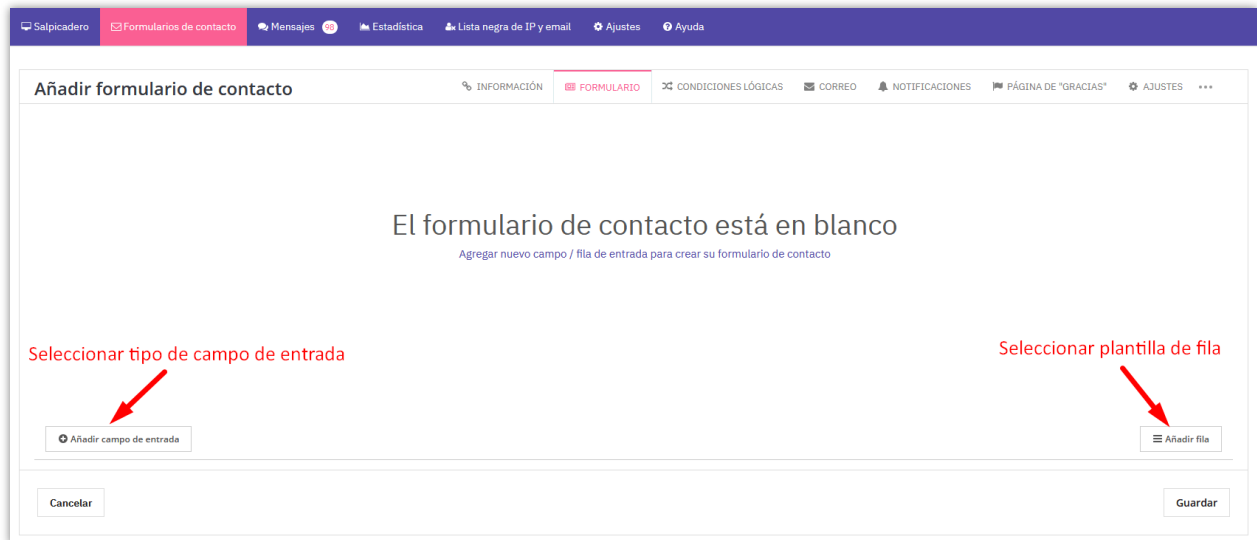 Salpicadero Formularios de contacto Mensajes 98 Estadística Lista negra de IP y email Ajustes Ayuda
Añadir formulario de contacto INFORMACIÓN FORMULARIO CONDICIONES LÓGICAS CORREO NOTIFICACIONES PÁGINA DE "GRACIAS" AJUSTES
El formulario de contacto está en blanco
Agregar nuevo campo / fila de entrada para crear su formulario de contacto
Seleccionar tipo de campo de entrada Seleccionar plantilla de fila
Añadir campo de entrada Añadir fila
Cancelar Guardar